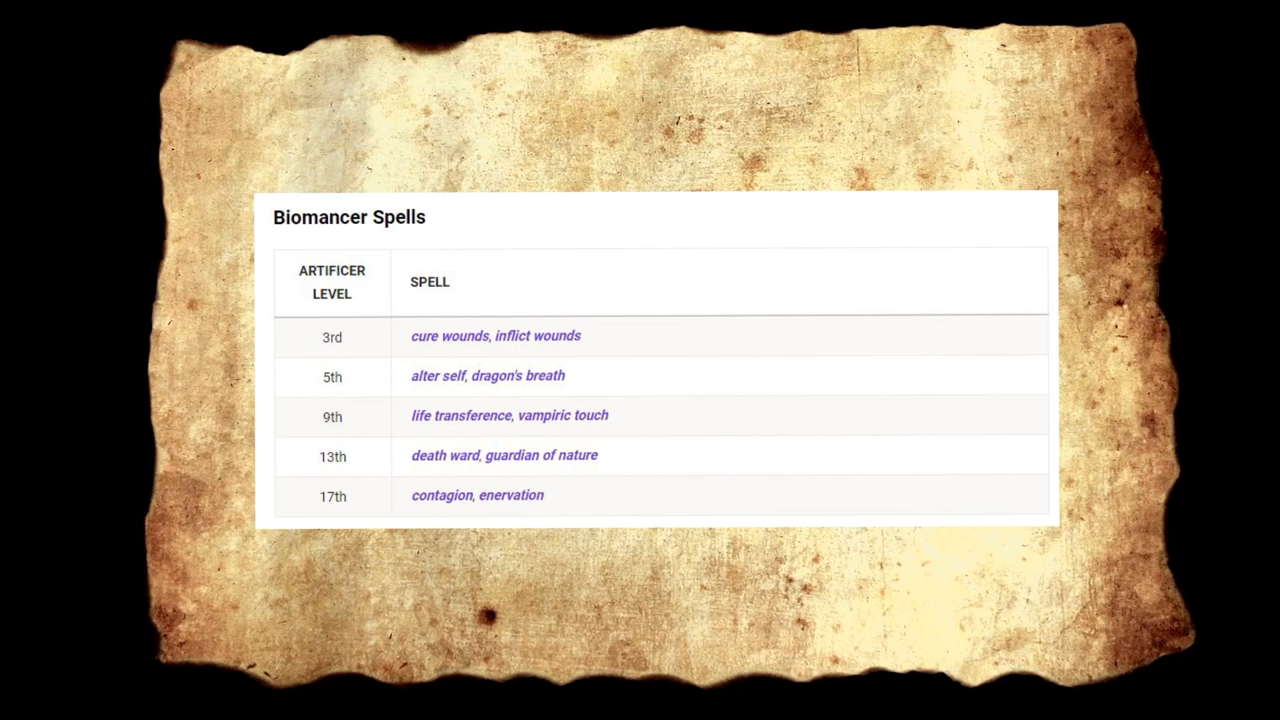 Biomancer Spells
ARTIFICER
LEVEL
SPELL
3rd cure wounds, inflict wounds
5th alter self, dragon's breath
9th life transference, vampiric touch
13th death ward, guardian of nature
17th contagion, enervation